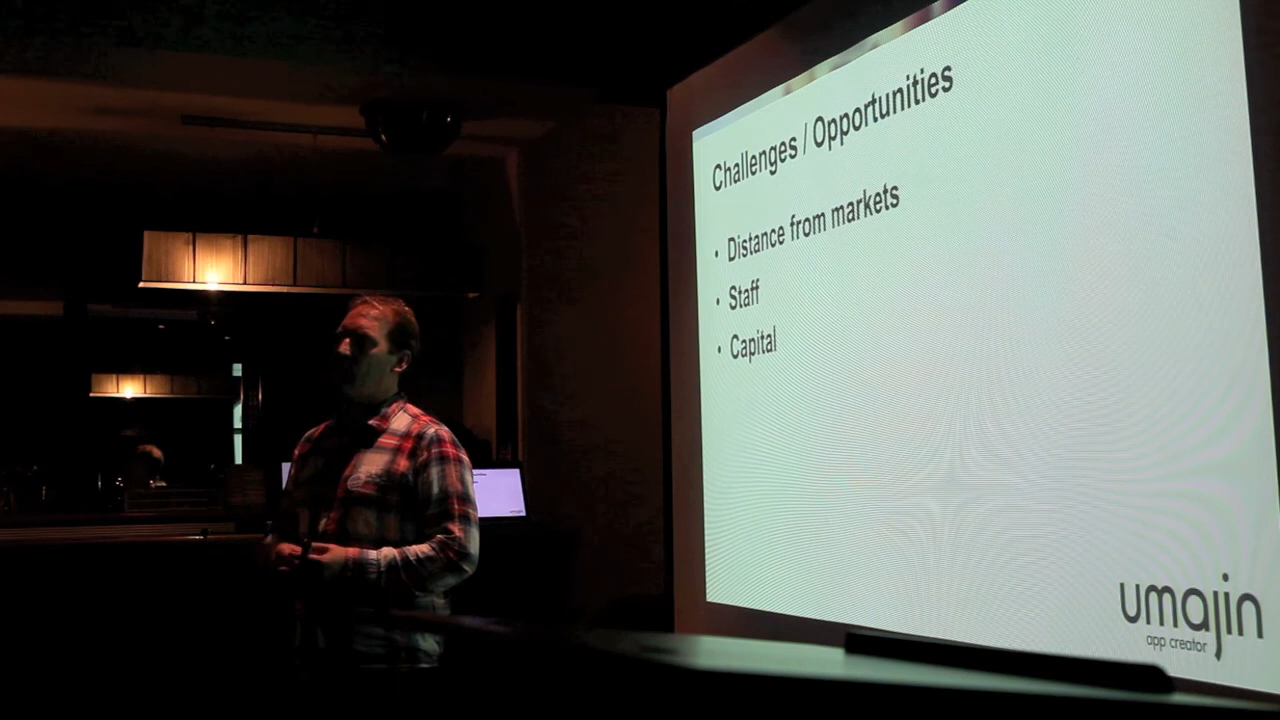 Challenges / Opportunities
• Distance from markets
• Staff
• Capital
umajin
app creator